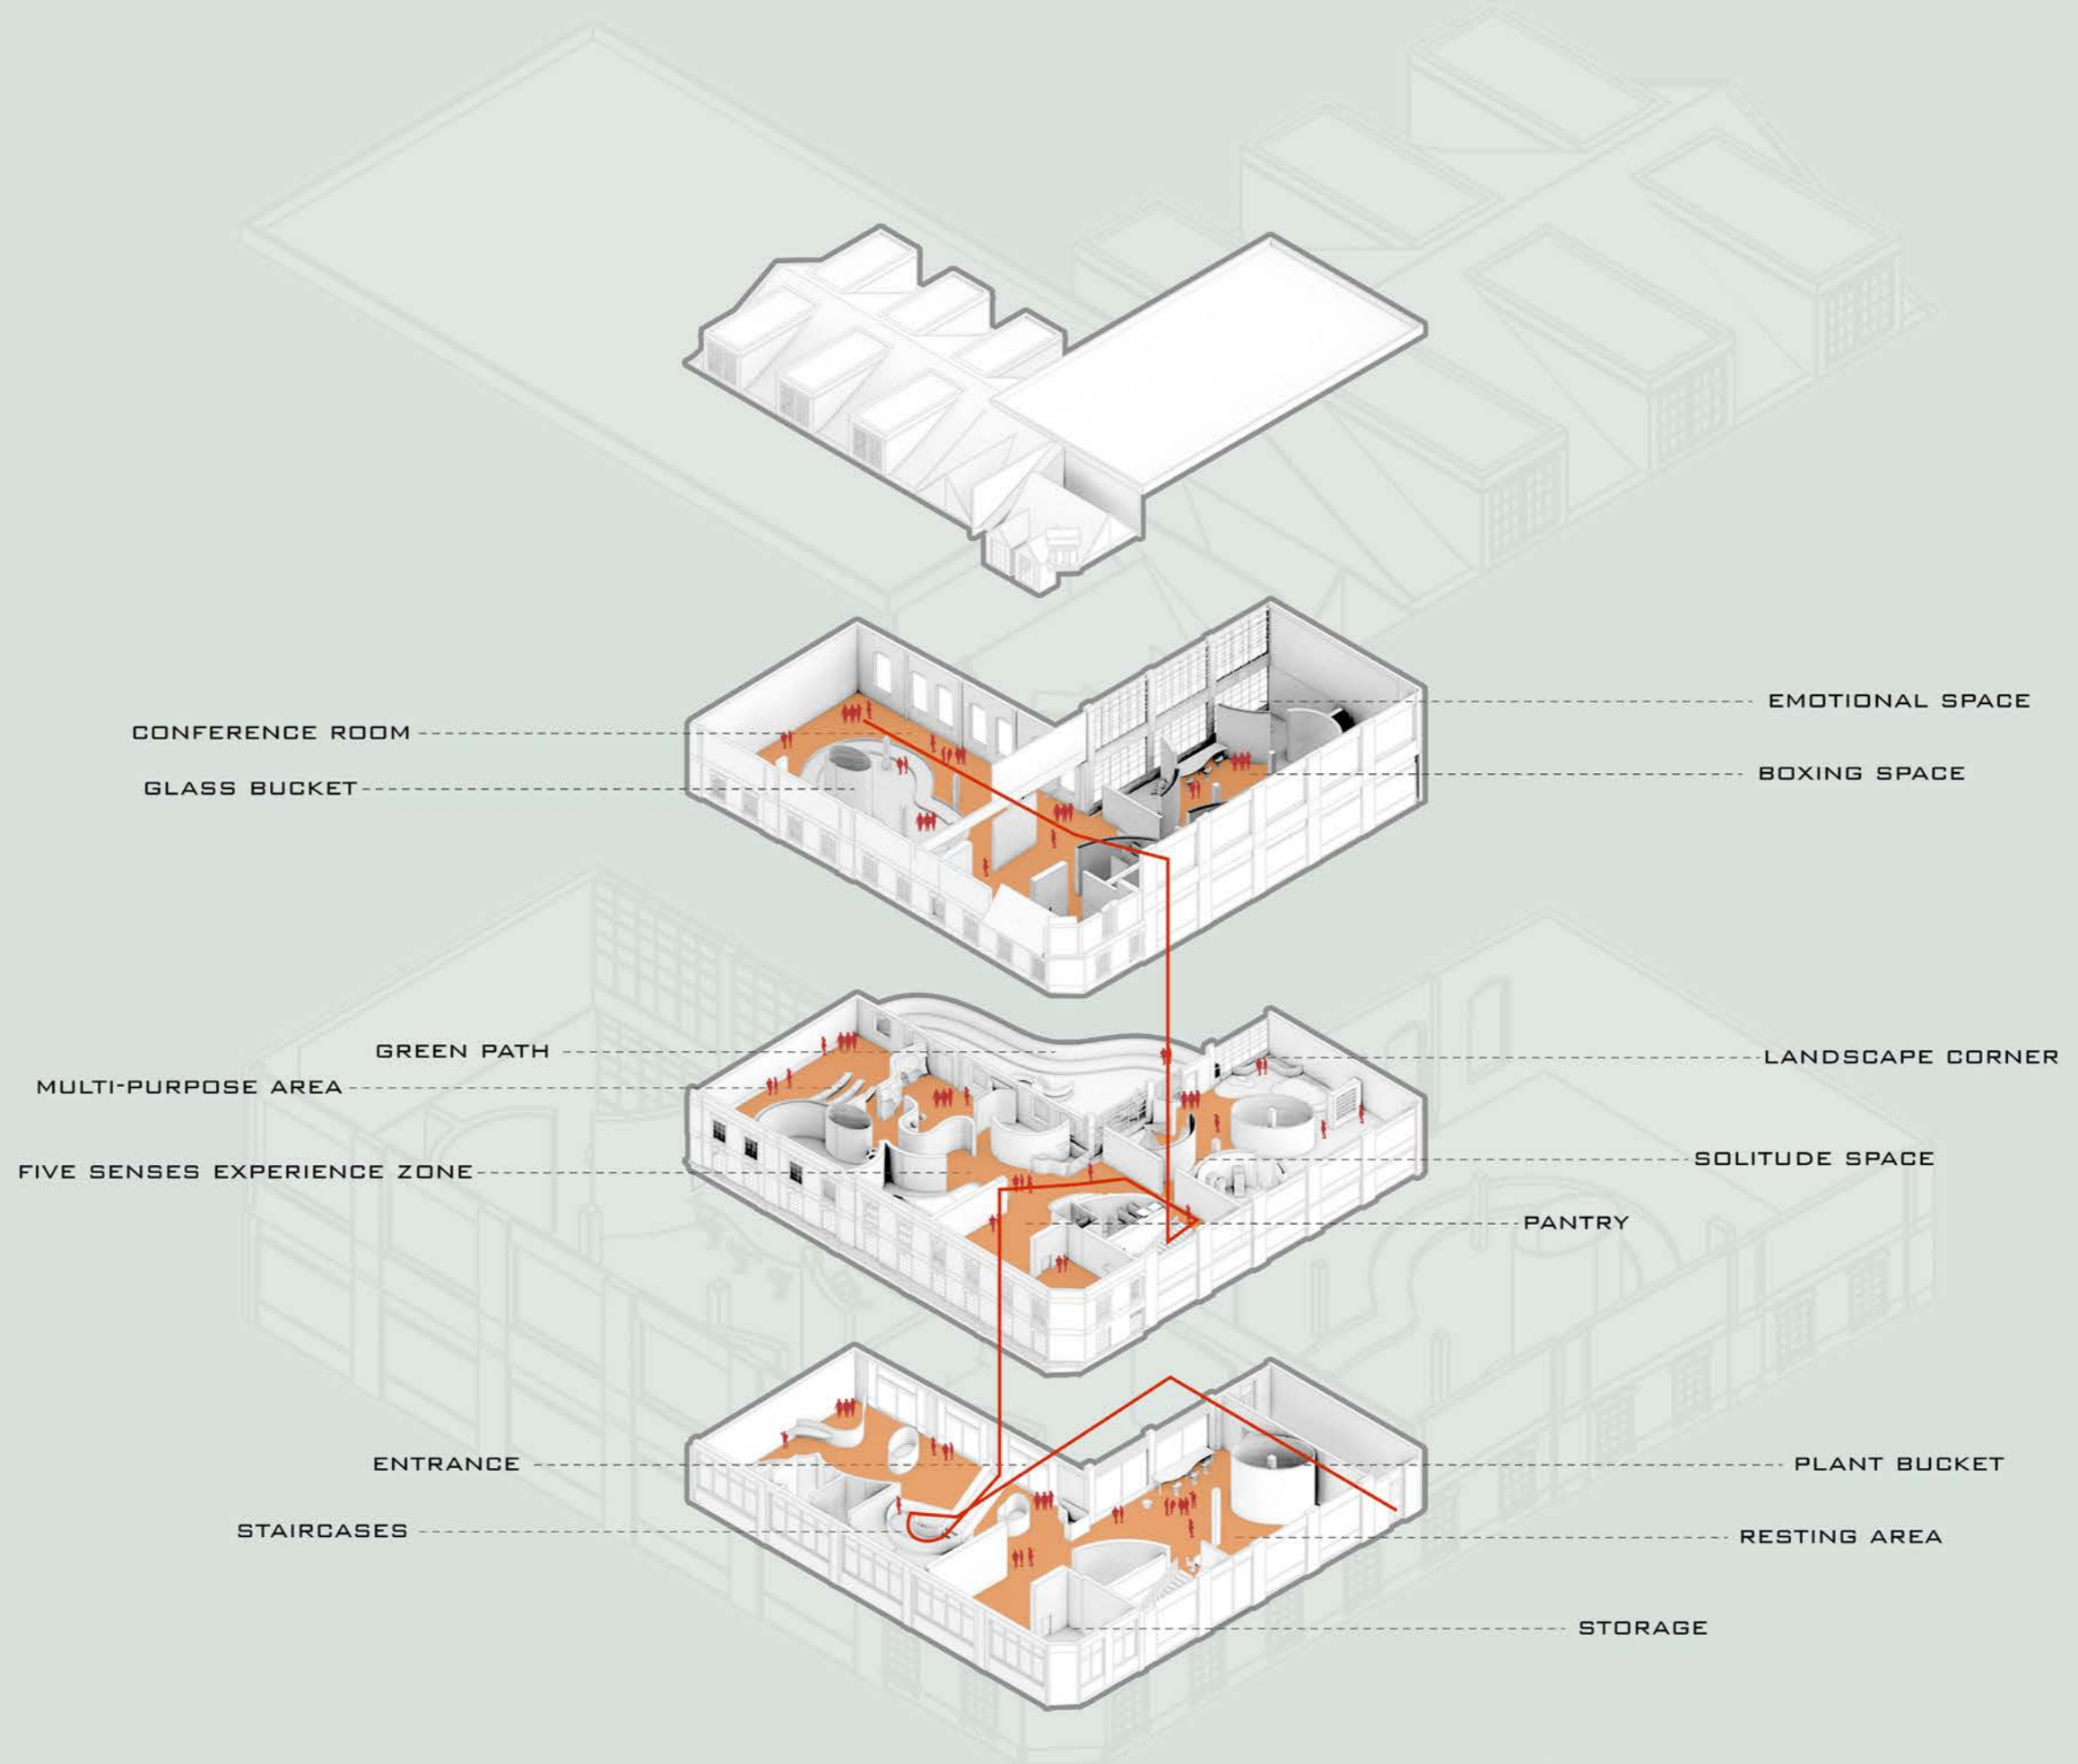 EMOTIONAL SPACE
CONFERENCE ROOM
BOXING SPACE
GLASS BUCKET
GREEN PATH
LANDSCAPE CORNER
MULTI-PURPOSE AREA
SOLITUDE SPACE
FIVE SENSES EXPERIENCE ZONE
PANTRY
ENTRANCE
PLANT BUCKET
STAIRCASES
RESTING AREA
STORAGE